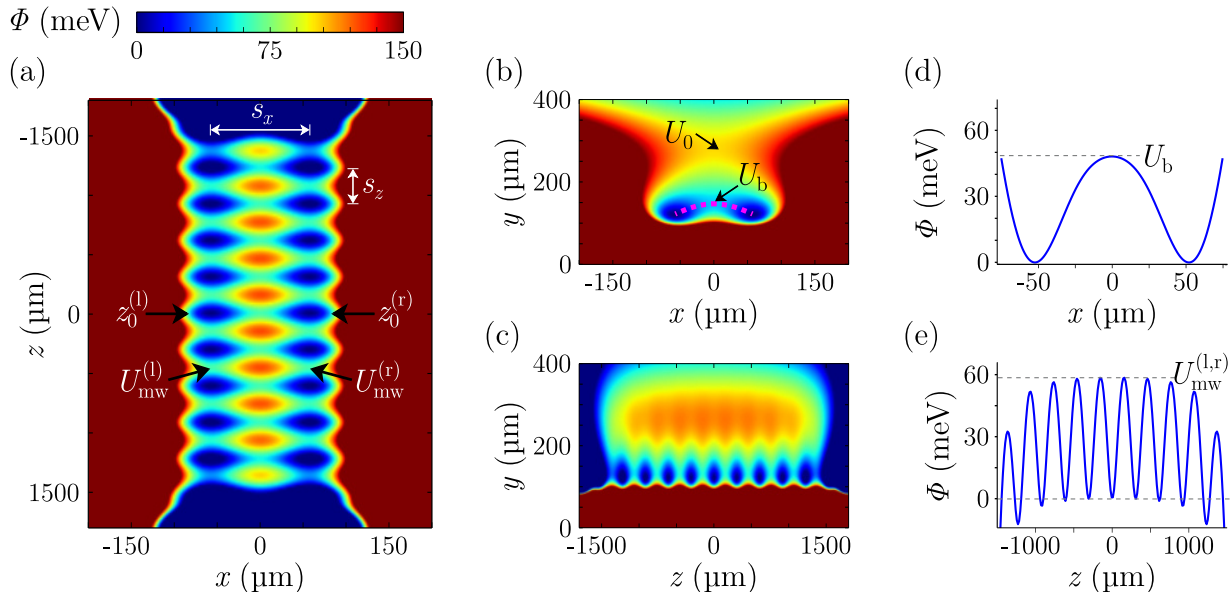 Φ (meV)
0 75 150
(a)
s_x
s_z
z_0^(l)
z_0^(r)
U_mw^(l)
U_mw^(r)
z (µm)
-1500
0
1500
-150 0 150
x (µm)
(b)
U_0
U_b
y (µm)
400
200
0
-150 0 150
x (µm)
(c)
y (µm)
400
200
0
-1500 0 1500
z (µm)
(d)
U_b
Φ (meV)
60
30
0
-50 0 50
x (µm)
(e)
U_mw^(l,r)
Φ (meV)
60
30
0
-1000 0 1000
z (µm)